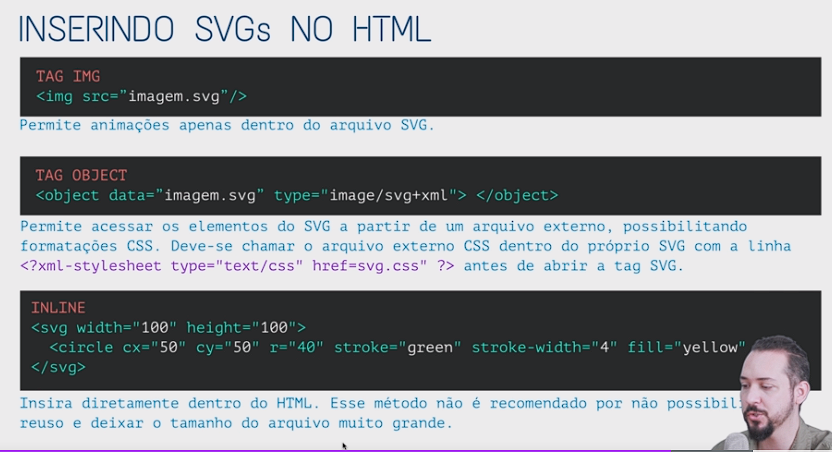 INSERINDO SVGs NO HTML
TAG IMG
<img src="imagem.svg"/>
Permite animações apenas dentro do arquivo SVG.
TAG OBJECT
<object data="imagem.svg" type="image/svg+xml"> </object>
Permite acessar os elementos do SVG a partir de um arquivo externo, possibilitando
formatações CSS. Deve-se chamar o arquivo externo CSS dentro do próprio SVG com a linha
<?xml-stylesheet type="text/css" href=svg.css" ?> antes de abrir a tag SVG.
INLINE
<svg width="100" height="100">
<circle cx="50" cy="50" r="40" stroke="green" stroke-width="4" fill="yellow"
</svg>
Insira diretamente dentro do HTML. Esse método não é recomendado por não
reuso e deixar o tamanho do arquivo muito grande.